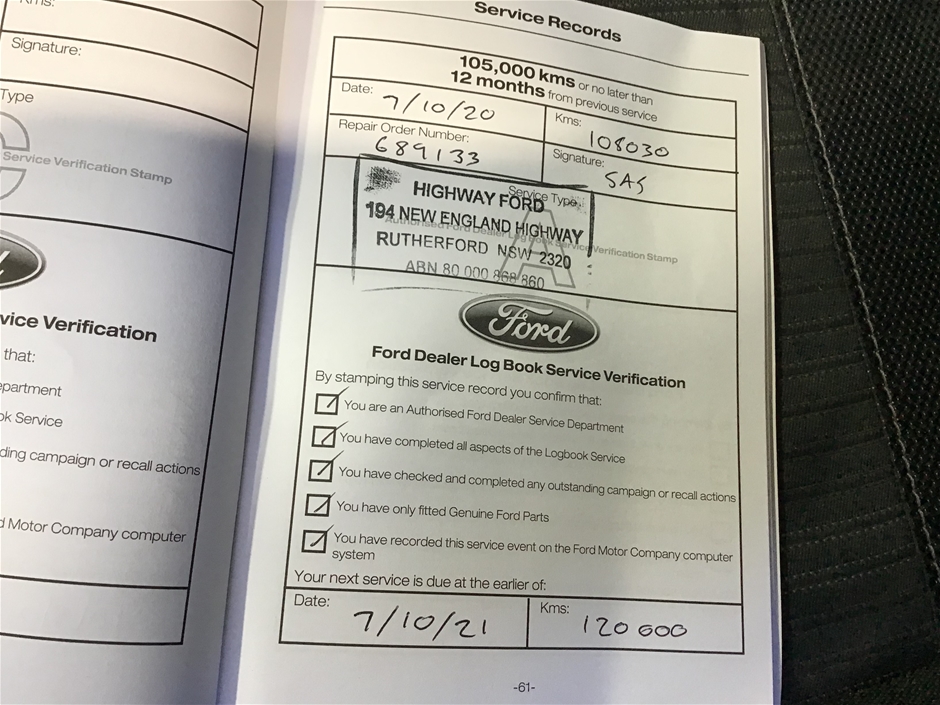 Kms:
Signature:
Type
Service Verification Stamp
vice Verification
that:
epartment
ok Service
ding campaign or recall actions
d Motor Company computer
Service Records
105,000 kms or no later than
12 months from previous service
Date: 7/10/20
Kms: 108030
Repair Order Number: 689133
Signature: SAS
Service Type
A
Authorised Ford Dealer Log Book Service Verification Stamp
HIGHWAY FORD
194 NEW ENGLAND HIGHWAY
RUTHERFORD NSW 2320
ABN 80 000 868 860
Ford
Ford Dealer Log Book Service Verification
By stamping this service record you confirm that:
You are an Authorised Ford Dealer Service Department
You have completed all aspects of the Logbook Service
You have checked and completed any outstanding campaign or recall actions
You have only fitted Genuine Ford Parts
You have recorded this service event on the Ford Motor Company computer
system
Your next service is due at the earlier of:
Date: 7/10/21
Kms: 120 000
-61-